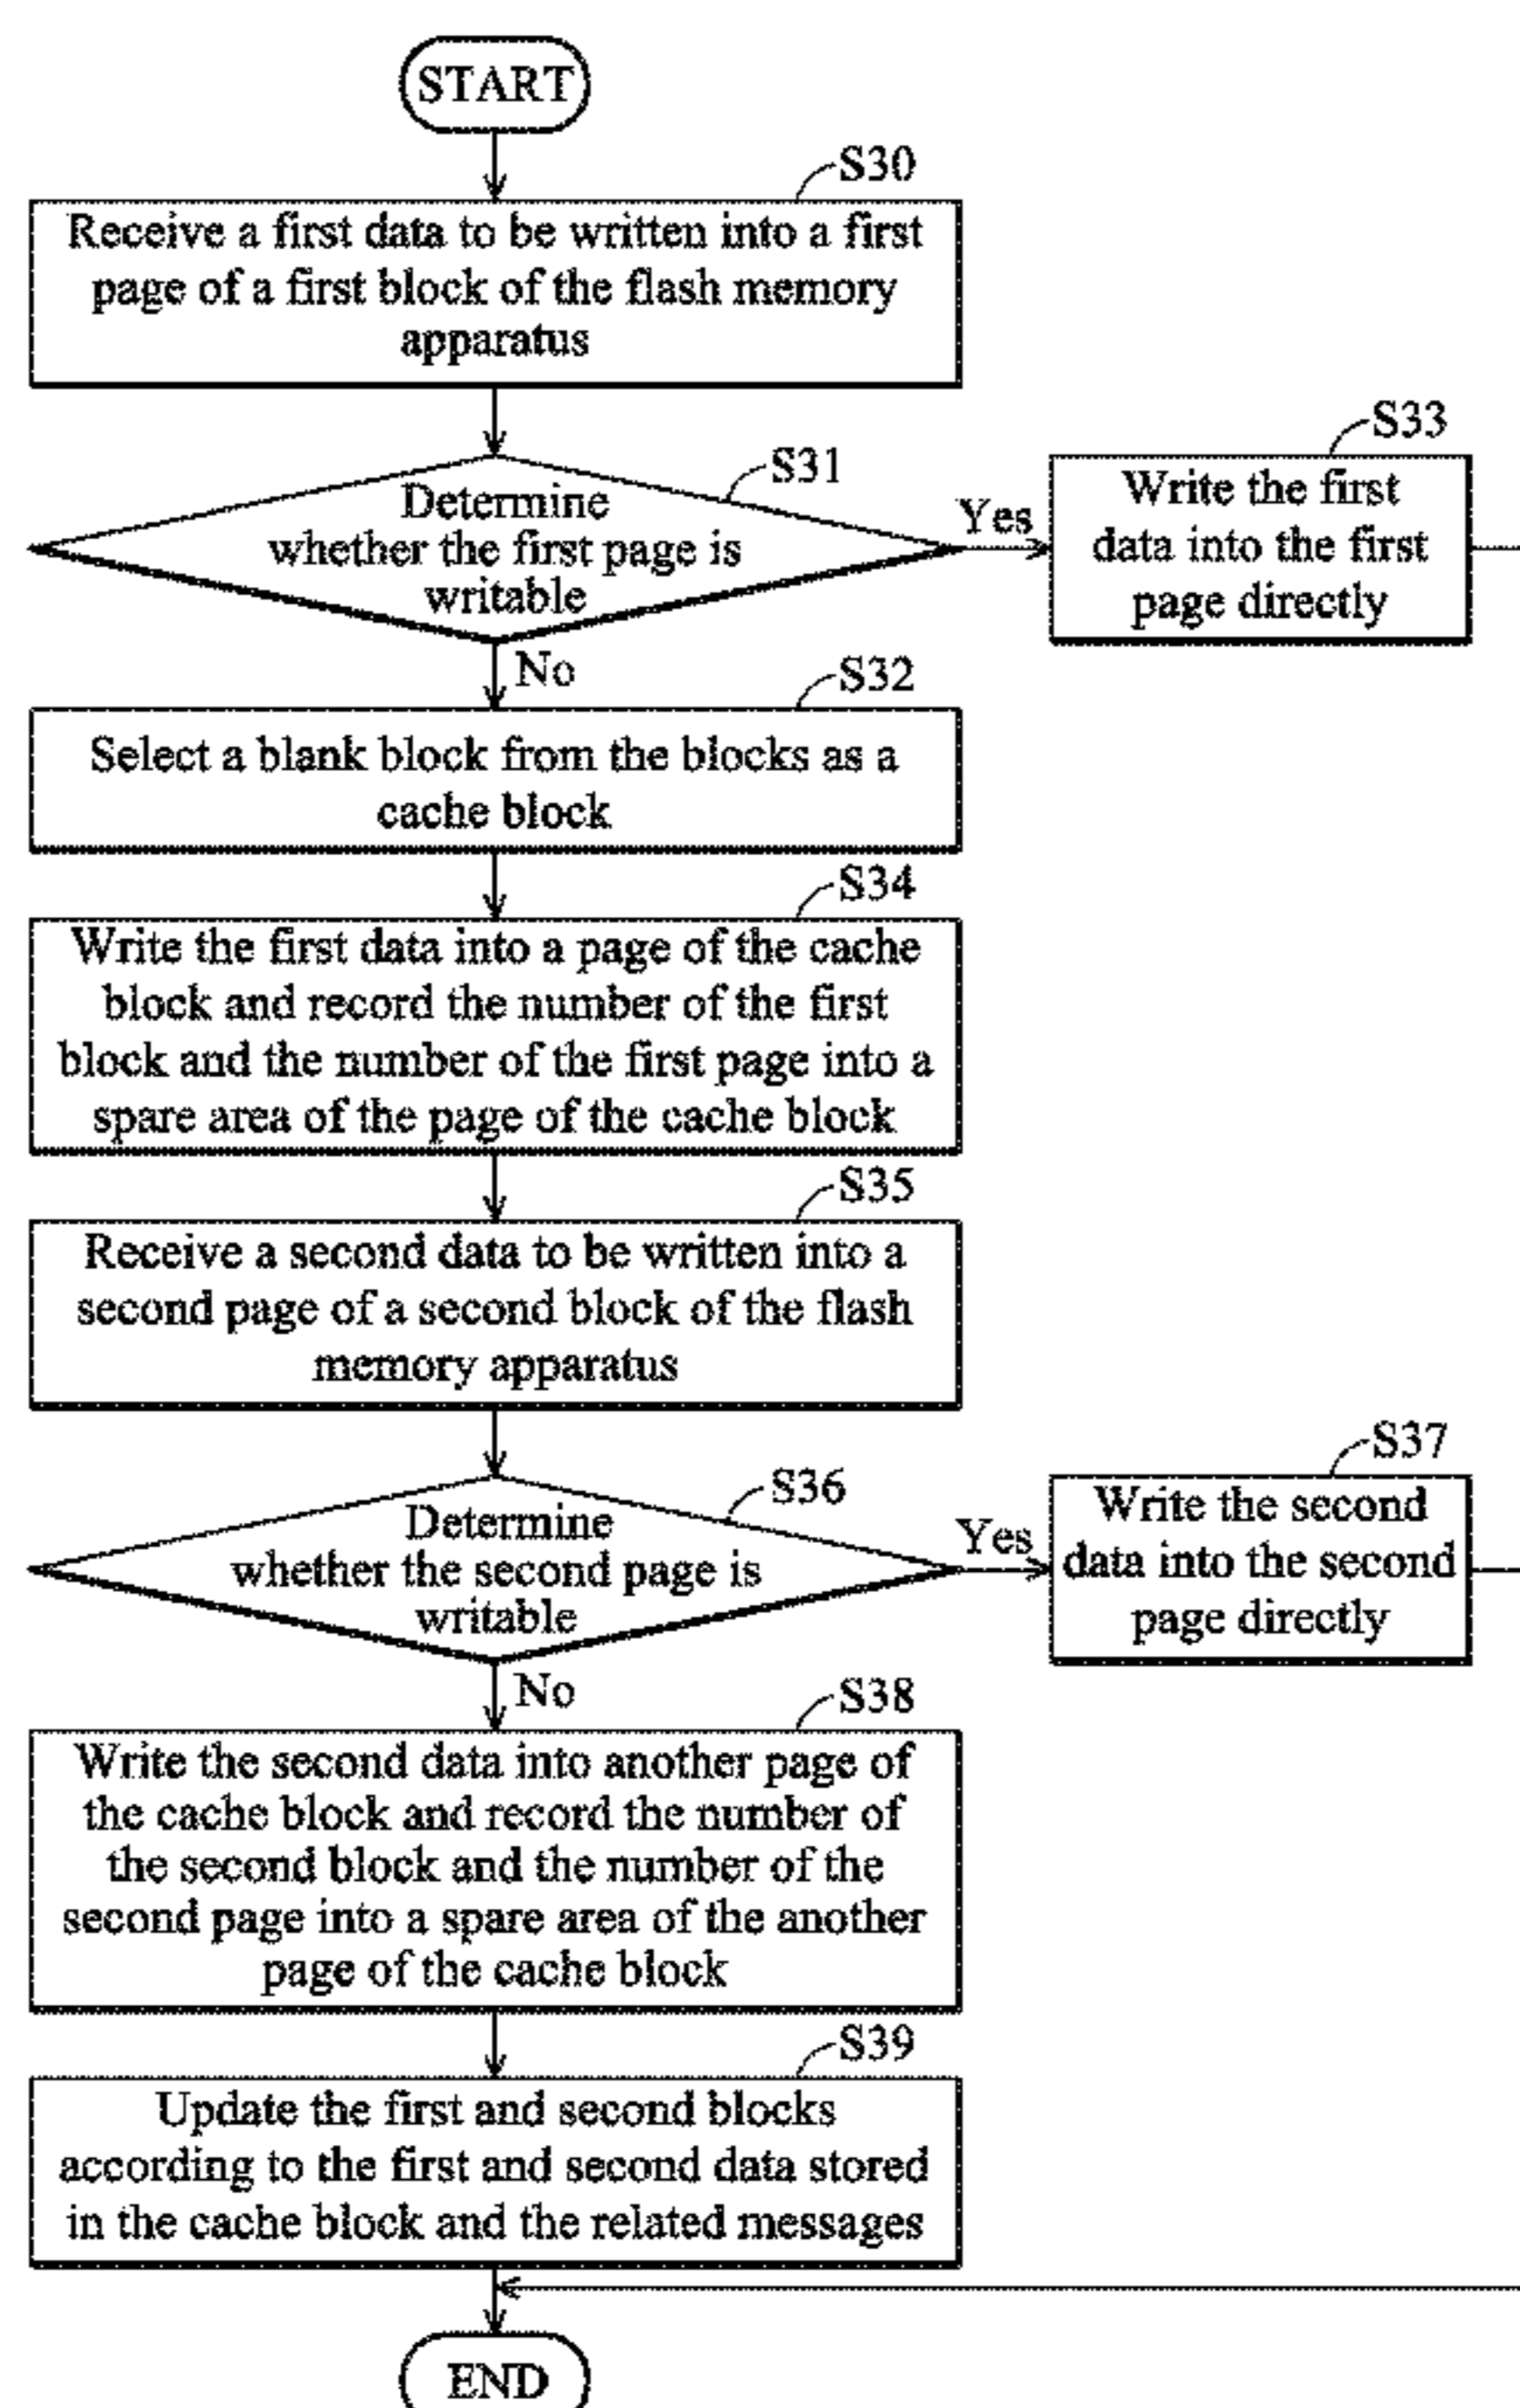 START
S30
Receive a first data to be written into a first
page of a first block of the flash memory
apparatus
S31
Determine
whether the first page is
writable
Yes
S33
Write the first
data into the first
page directly
No
S32
Select a blank block from the blocks as a
cache block
S34
Write the first data into a page of the cache
block and record the number of the first
block and the number of the first page into a
spare area of the page of the cache block
S35
Receive a second data to be written into a
second page of a second block of the flash
memory apparatus
S36
Determine
whether the second page is
writable
Yes
S37
Write the second
data into the second
page directly
No
S38
Write the second data into another page of
the cache block and record the number of
the second block and the number of the
second page into a spare area of the another
page of the cache block
S39
Update the first and second blocks
according to the first and second data stored
in the cache block and the related messages
END